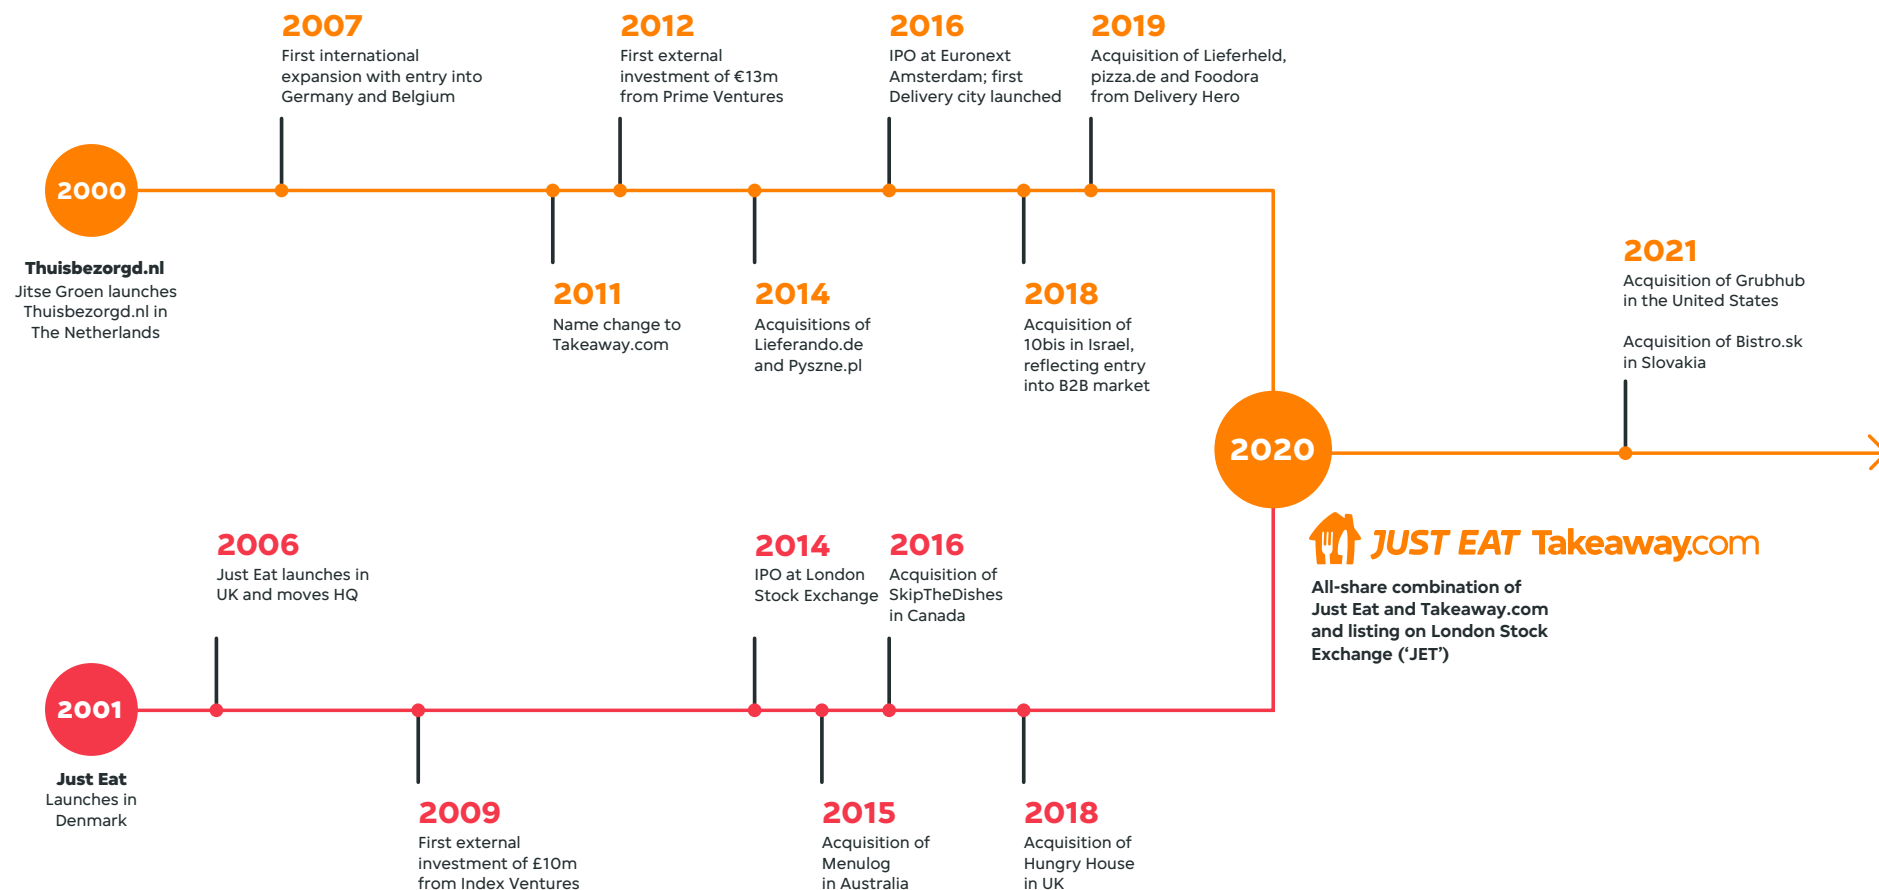 2007
First international
expansion with entry into
Germany and Belgium
2012
First external
investment of €13m
from Prime Ventures
2016
IPO at Euronext
Amsterdam; first
Delivery city launched
2019
Acquisition of Lieferheld,
pizza.de and Foodora
from Delivery Hero
2000
Thuisbezorgd.nl
Jitse Groen launches
Thuisbezorgd.nl in
The Netherlands
2011
Name change to
Takeaway.com
2014
Acquisitions of
Lieferando.de
and Pyszne.pl
2018
Acquisition of
10bis in Israel,
reflecting entry
into B2B market
2021
Acquisition of Grubhub
in the United States
Acquisition of Bistro.sk
in Slovakia
2020
JUST EAT Takeaway.com
All-share combination of
Just Eat and Takeaway.com
and listing on London Stock
Exchange (‘JET’)
2006
Just Eat launches in
UK and moves HQ
2014
IPO at London
Stock Exchange
2016
Acquisition of
SkipTheDishes
in Canada
2001
Just Eat
Launches in
Denmark
2009
First external
investment of £10m
from Index Ventures
2015
Acquisition of
Menulog
in Australia
2018
Acquisition of
Hungry House
in UK